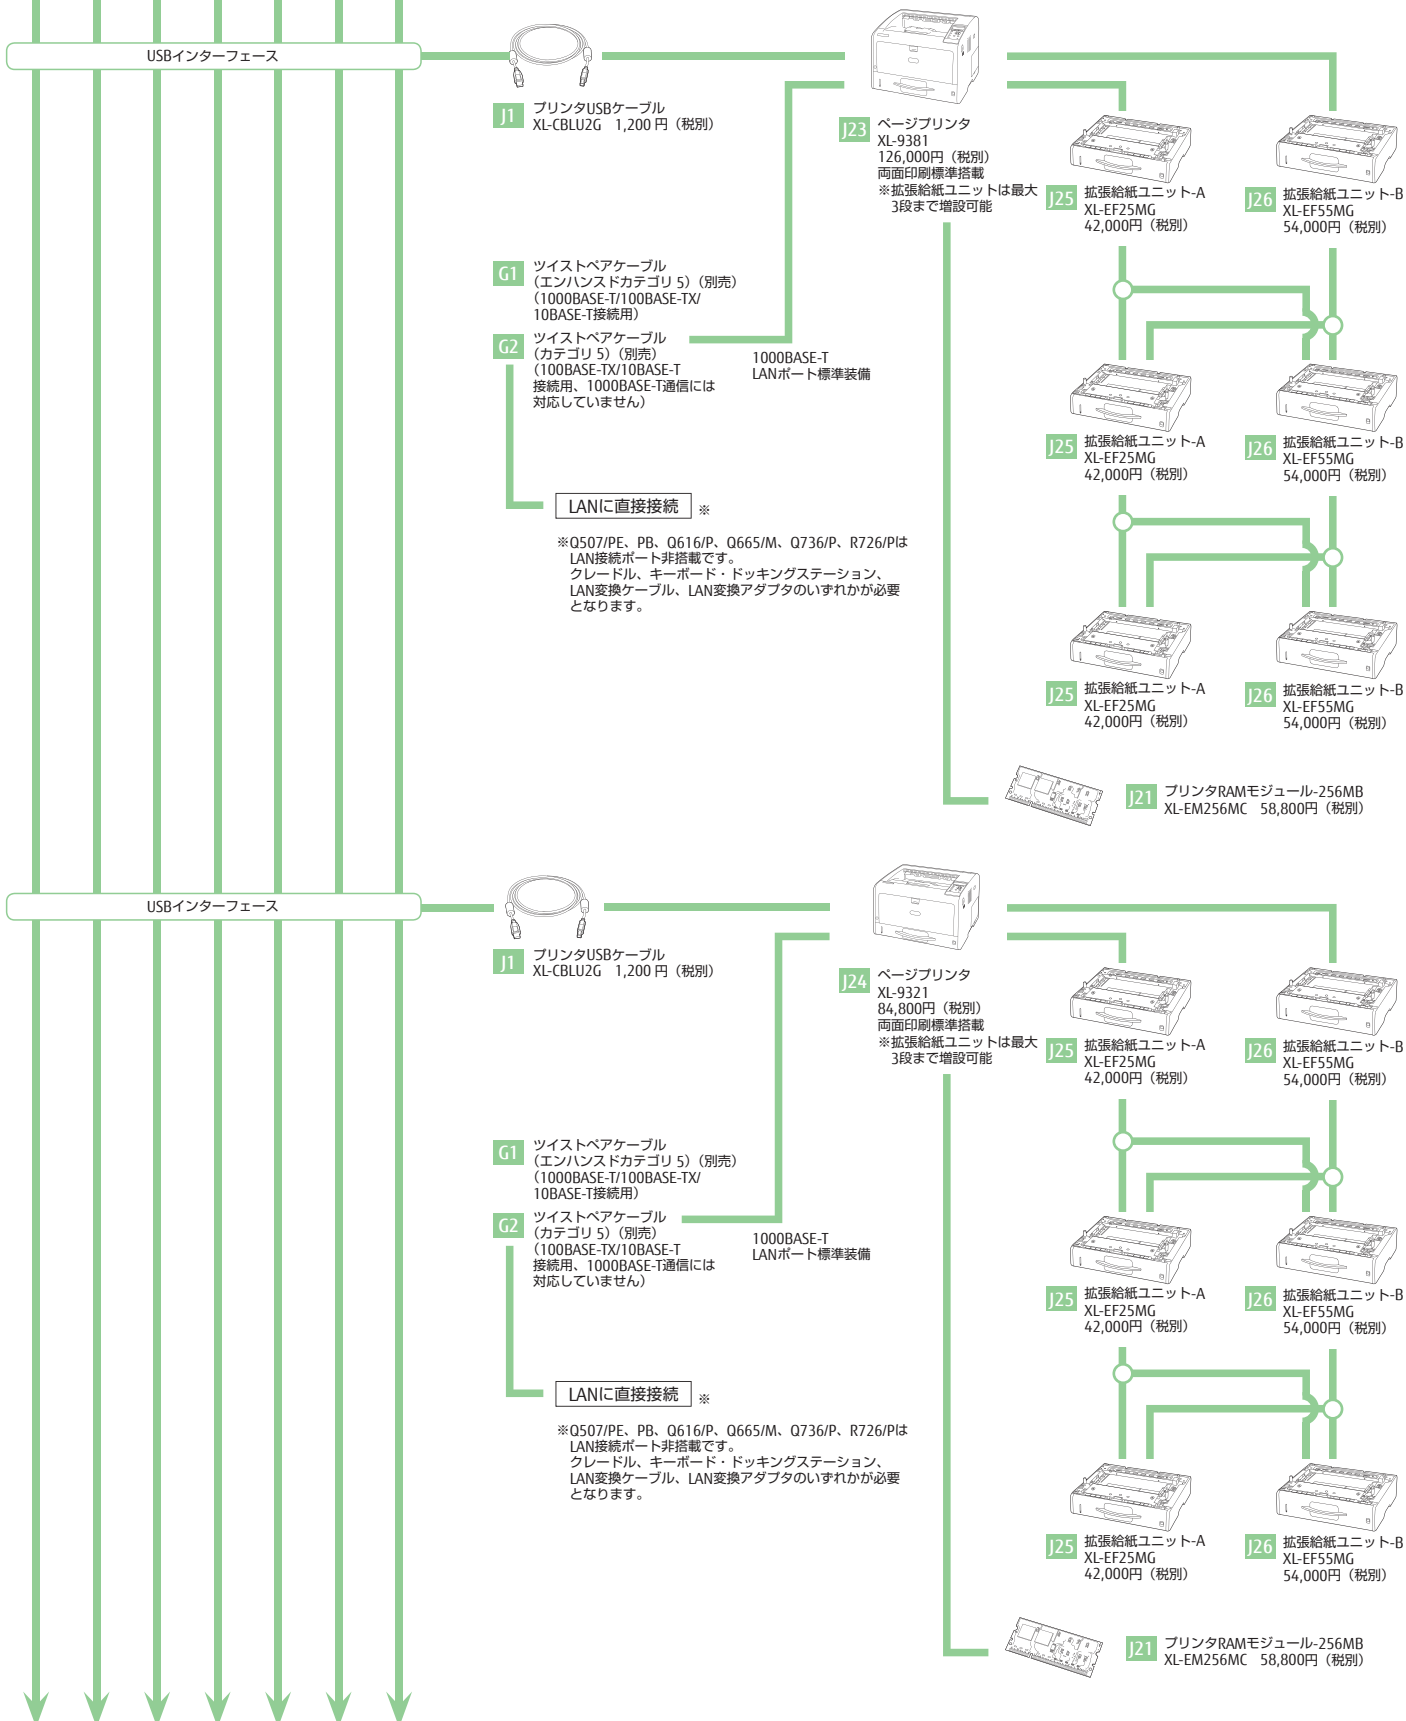 USBインターフェース
J1
プリンタUSBケーブル
XL-CBLU2G 1,200 円（税別）
J23
ページプリンタ
XL-9381
126,000円（税別）
両面印刷標準搭載
※拡張給紙ユニットは最大
3段まで増設可能
J25
拡張給紙ユニット-A
XL-EF25MG
42,000円（税別）
J26
拡張給紙ユニット-B
XL-EF55MG
54,000円（税別）
G1
ツイストペアケーブル
（エンハンスドカテゴリ 5）（別売）
（1000BASE-T/100BASE-TX/
10BASE-T接続用）
G2
ツイストペアケーブル
（カテゴリ 5）（別売）
（100BASE-TX/10BASE-T
接続用、1000BASE-T通信には
対応していません）
1000BASE-T
LANポート標準装備
J25
拡張給紙ユニット-A
XL-EF25MG
42,000円（税別）
J26
拡張給紙ユニット-B
XL-EF55MG
54,000円（税別）
LANに直接接続 ※
※Q507/PE、PB、Q616/P、Q665/M、Q736/P、R726/Pは
LAN接続ポート非搭載です。
クレードル、キーボード・ドッキングステーション、
LAN変換ケーブル、LAN変換アダプタのいずれかが必要
となります。
J25
拡張給紙ユニット-A
XL-EF25MG
42,000円（税別）
J26
拡張給紙ユニット-B
XL-EF55MG
54,000円（税別）
J21
プリンタRAMモジュール-256MB
XL-EM256MC 58,800円（税別）
USBインターフェース
J1
プリンタUSBケーブル
XL-CBLU2G 1,200 円（税別）
J24
ページプリンタ
XL-9321
84,800円（税別）
両面印刷標準搭載
※拡張給紙ユニットは最大
3段まで増設可能
J25
拡張給紙ユニット-A
XL-EF25MG
42,000円（税別）
J26
拡張給紙ユニット-B
XL-EF55MG
54,000円（税別）
G1
ツイストペアケーブル
（エンハンスドカテゴリ 5）（別売）
（1000BASE-T/100BASE-TX/
10BASE-T接続用）
G2
ツイストペアケーブル
（カテゴリ 5）（別売）
（100BASE-TX/10BASE-T
接続用、1000BASE-T通信には
対応していません）
1000BASE-T
LANポート標準装備
J25
拡張給紙ユニット-A
XL-EF25MG
42,000円（税別）
J26
拡張給紙ユニット-B
XL-EF55MG
54,000円（税別）
LANに直接接続 ※
※Q507/PE、PB、Q616/P、Q665/M、Q736/P、R726/Pは
LAN接続ポート非搭載です。
クレードル、キーボード・ドッキングステーション、
LAN変換ケーブル、LAN変換アダプタのいずれかが必要
となります。
J25
拡張給紙ユニット-A
XL-EF25MG
42,000円（税別）
J26
拡張給紙ユニット-B
XL-EF55MG
54,000円（税別）
J21
プリンタRAMモジュール-256MB
XL-EM256MC 58,800円（税別）